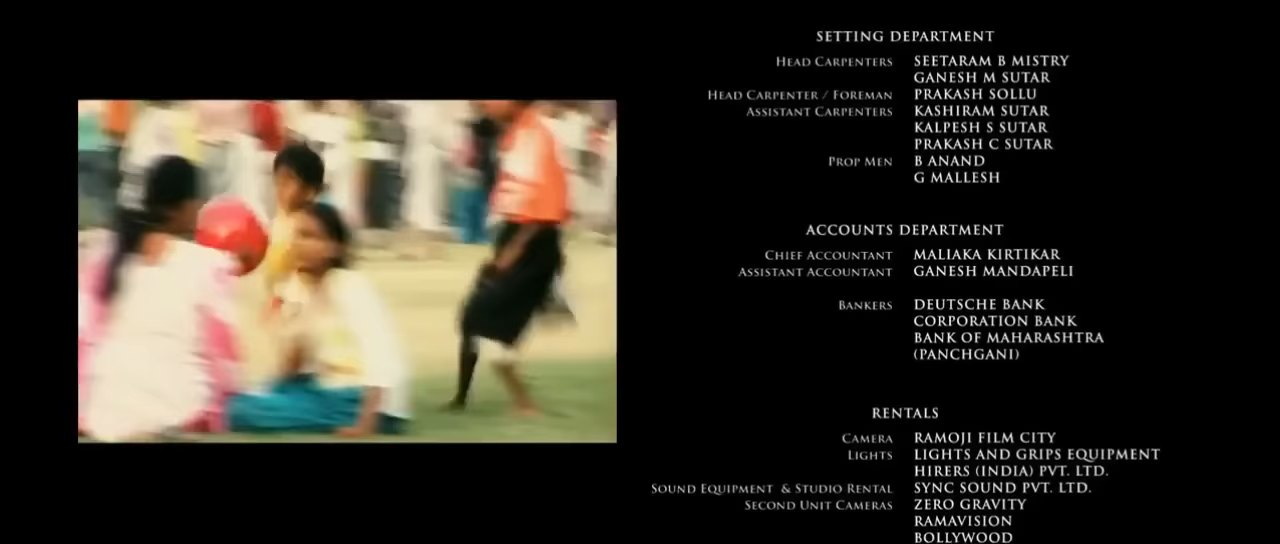 SETTING DEPARTMENT
HEAD CARPENTERS SEETARAM B MISTRY
GANESH M SUTAR
HEAD CARPENTER / FOREMAN PRAKASH SOLLU
ASSISTANT CARPENTERS KASHIRAM SUTAR
KALPESH S SUTAR
PRAKASH C SUTAR
PROP MEN B ANAND
G MALLESH
ACCOUNTS DEPARTMENT
CHIEF ACCOUNTANT MALIAKA KIRTIKAR
ASSISTANT ACCOUNTANT GANESH MANDAPELI
BANKERS DEUTSCHE BANK
CORPORATION BANK
BANK OF MAHARASHTRA
(PANCHGANI)
RENTALS
CAMERA RAMOJI FILM CITY
LIGHTS LIGHTS AND GRIPS EQUIPMENT
HIRERS (INDIA) PVT. LTD.
SOUND EQUIPMENT & STUDIO RENTAL SYNC SOUND PVT. LTD.
SECOND UNIT CAMERAS ZERO GRAVITY
RAMAVISION
BOLLYWOOD